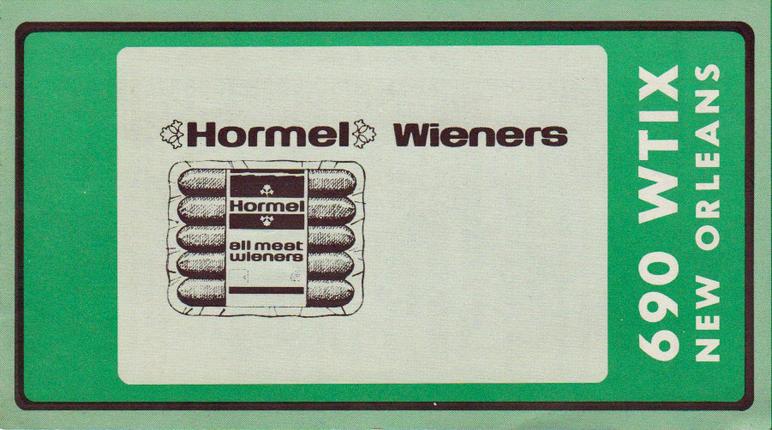 Hormel Wieners
Hormel
all meat
wieners
690 WTIX
NEW ORLEANS